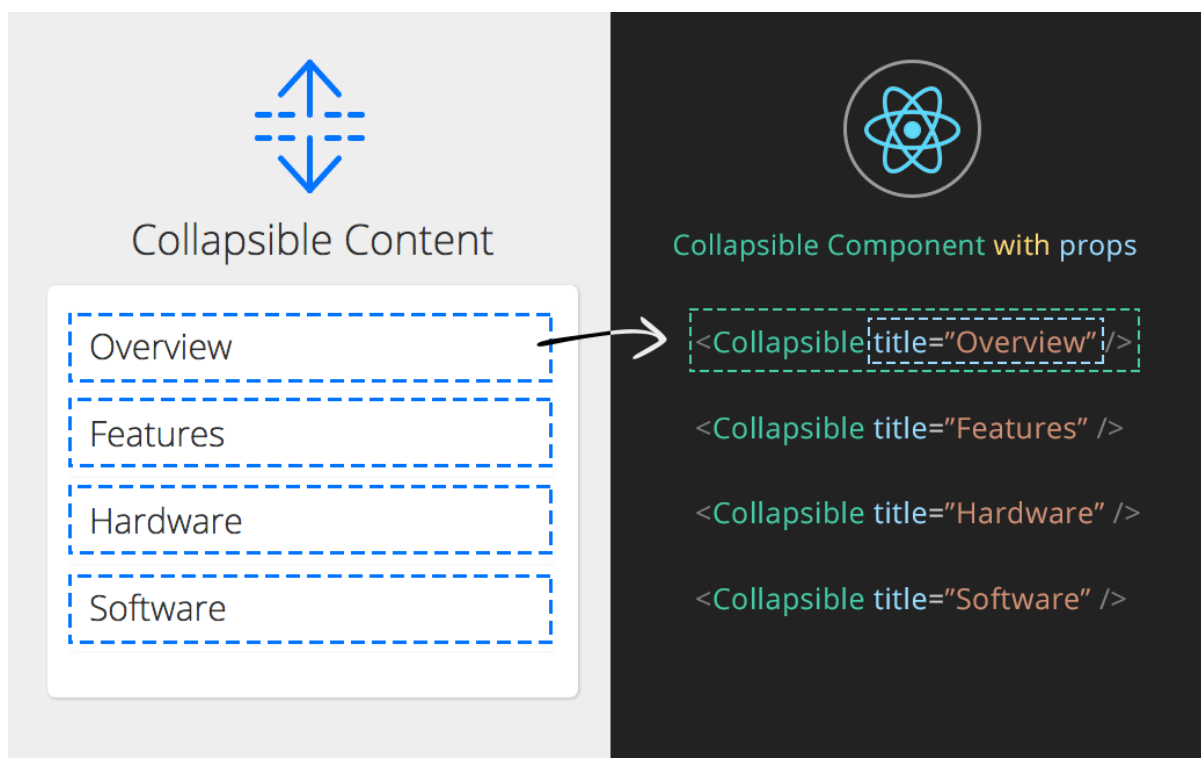 Collapsible Content
Overview
Features
Hardware
Software
Collapsible Component with props
<Collapsible title=”Overview” />
<Collapsible title=”Features” />
<Collapsible title=”Hardware” />
<Collapsible title=”Software” />